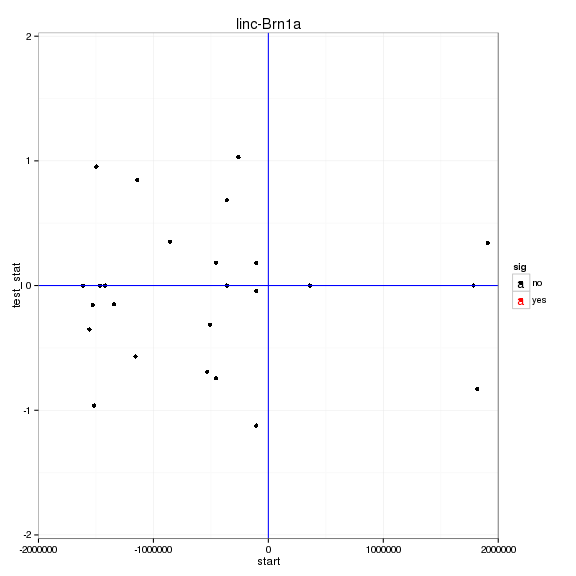 linc-Brn1a
2
1
0
-1
-2
test_stat
-2000000
-1000000
0
1000000
2000000
start
sig
a no
a yes